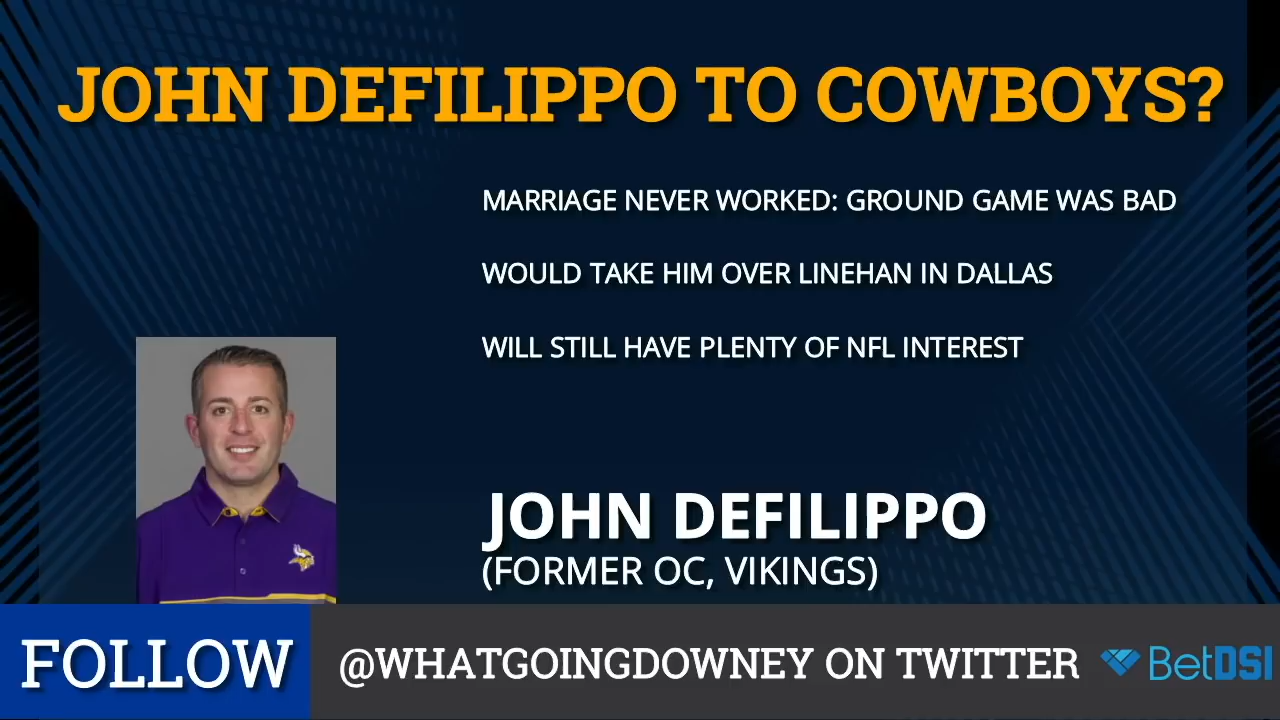 JOHN DEFILIPPO TO COWBOYS?
MARRIAGE NEVER WORKED: GROUND GAME WAS BAD
WOULD TAKE HIM OVER LINEHAN IN DALLAS
WILL STILL HAVE PLENTY OF NFL INTEREST
JOHN DEFILIPPO
(FORMER OC, VIKINGS)
FOLLOW @WHATGOINGDOWNEY ON TWITTER BetDSI